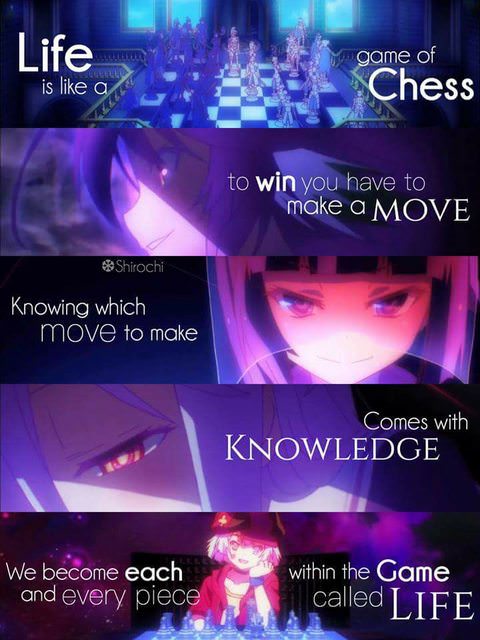 Life
is like a
game of
Chess
to win you have to
make a MOVE
❄Shirochi
Knowing which
move to make
Comes with
KNOWLEDGE
We become each
and every piece
within the Game
called LIFE